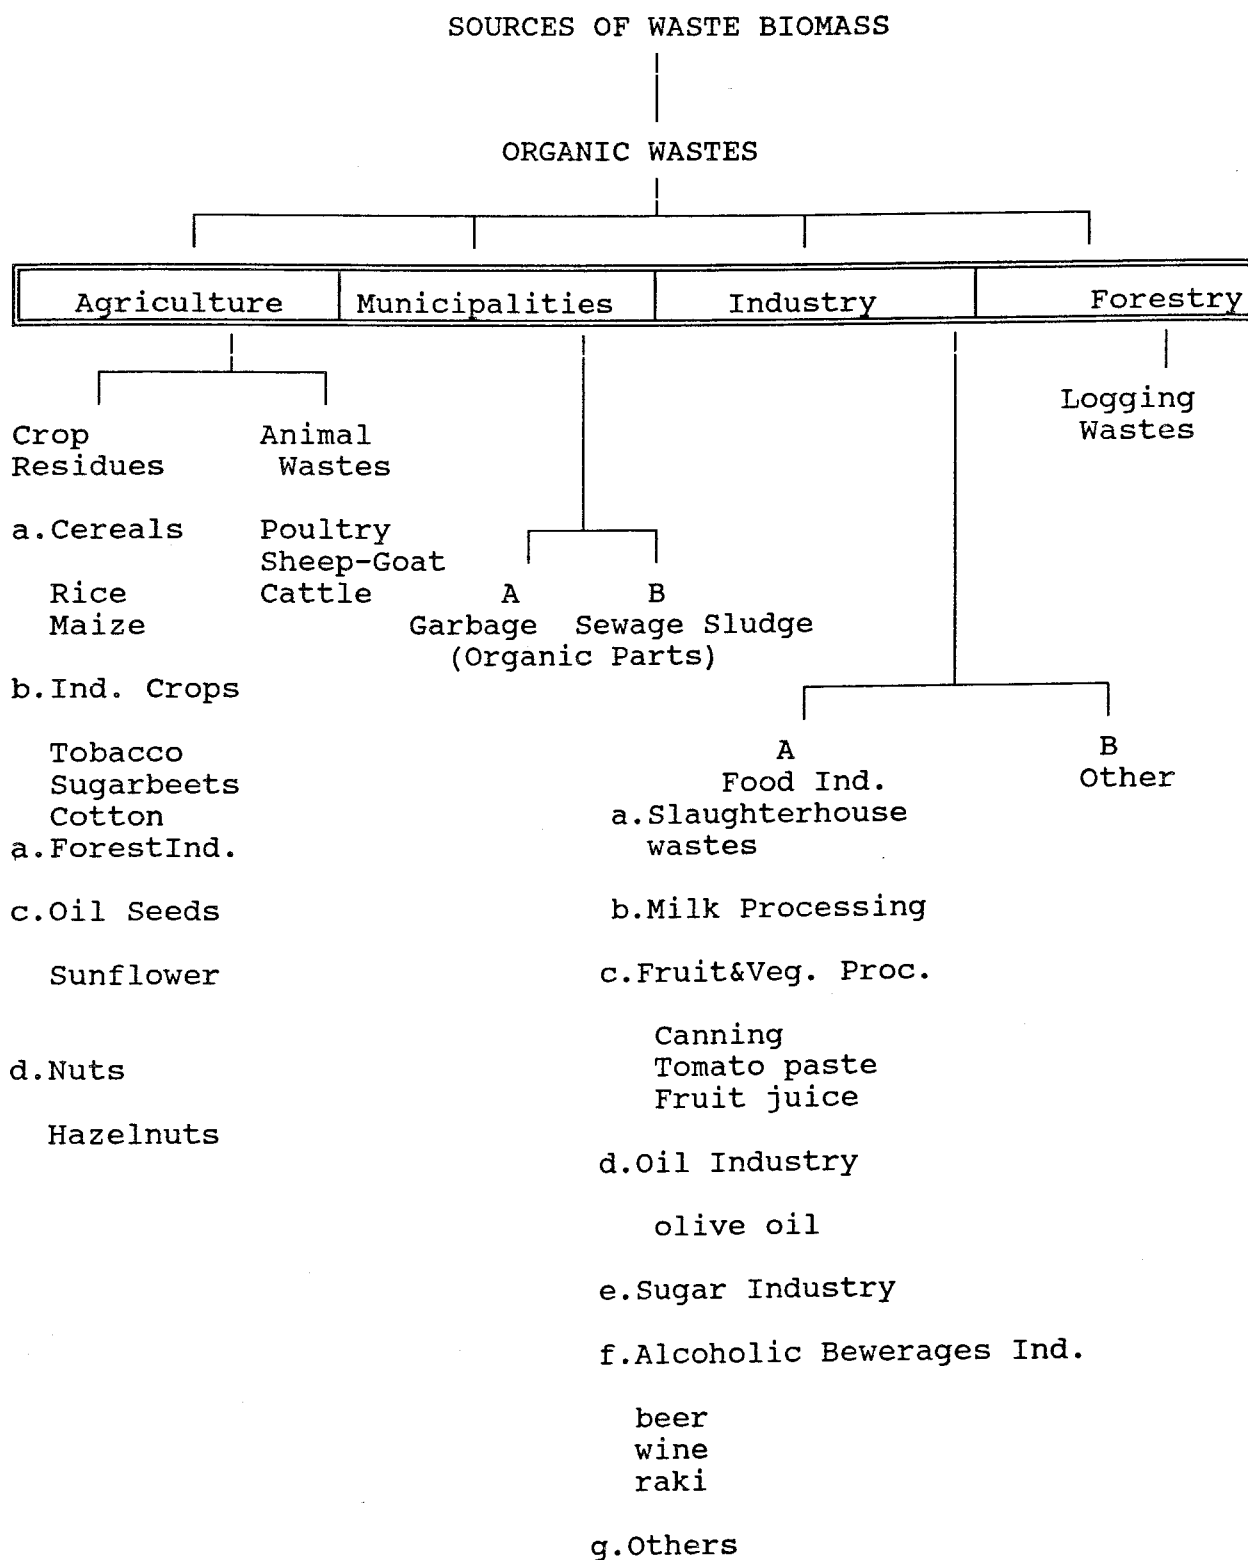 SOURCES OF WASTE BIOMASS
ORGANIC WASTES
Agriculture Municipalities Industry Forestry
Crop
Residues
Animal
Wastes
a.Cereals
Rice
Maize
Poultry
Sheep-Goat
Cattle
b.Ind. Crops
Tobacco
Sugarbeets
Cotton
a.ForestInd.
c.Oil Seeds
Sunflower
d.Nuts
Hazelnuts
A B
Garbage Sewage Sludge
(Organic Parts)
A
Food Ind.
a.Slaughterhouse
wastes
b.Milk Processing
c.Fruit&Veg. Proc.
Canning
Tomato paste
Fruit juice
d.Oil Industry
olive oil
e.Sugar Industry
f.Alcoholic Bewerages Ind.
beer
wine
raki
g.Others
B
Other
Logging
Wastes